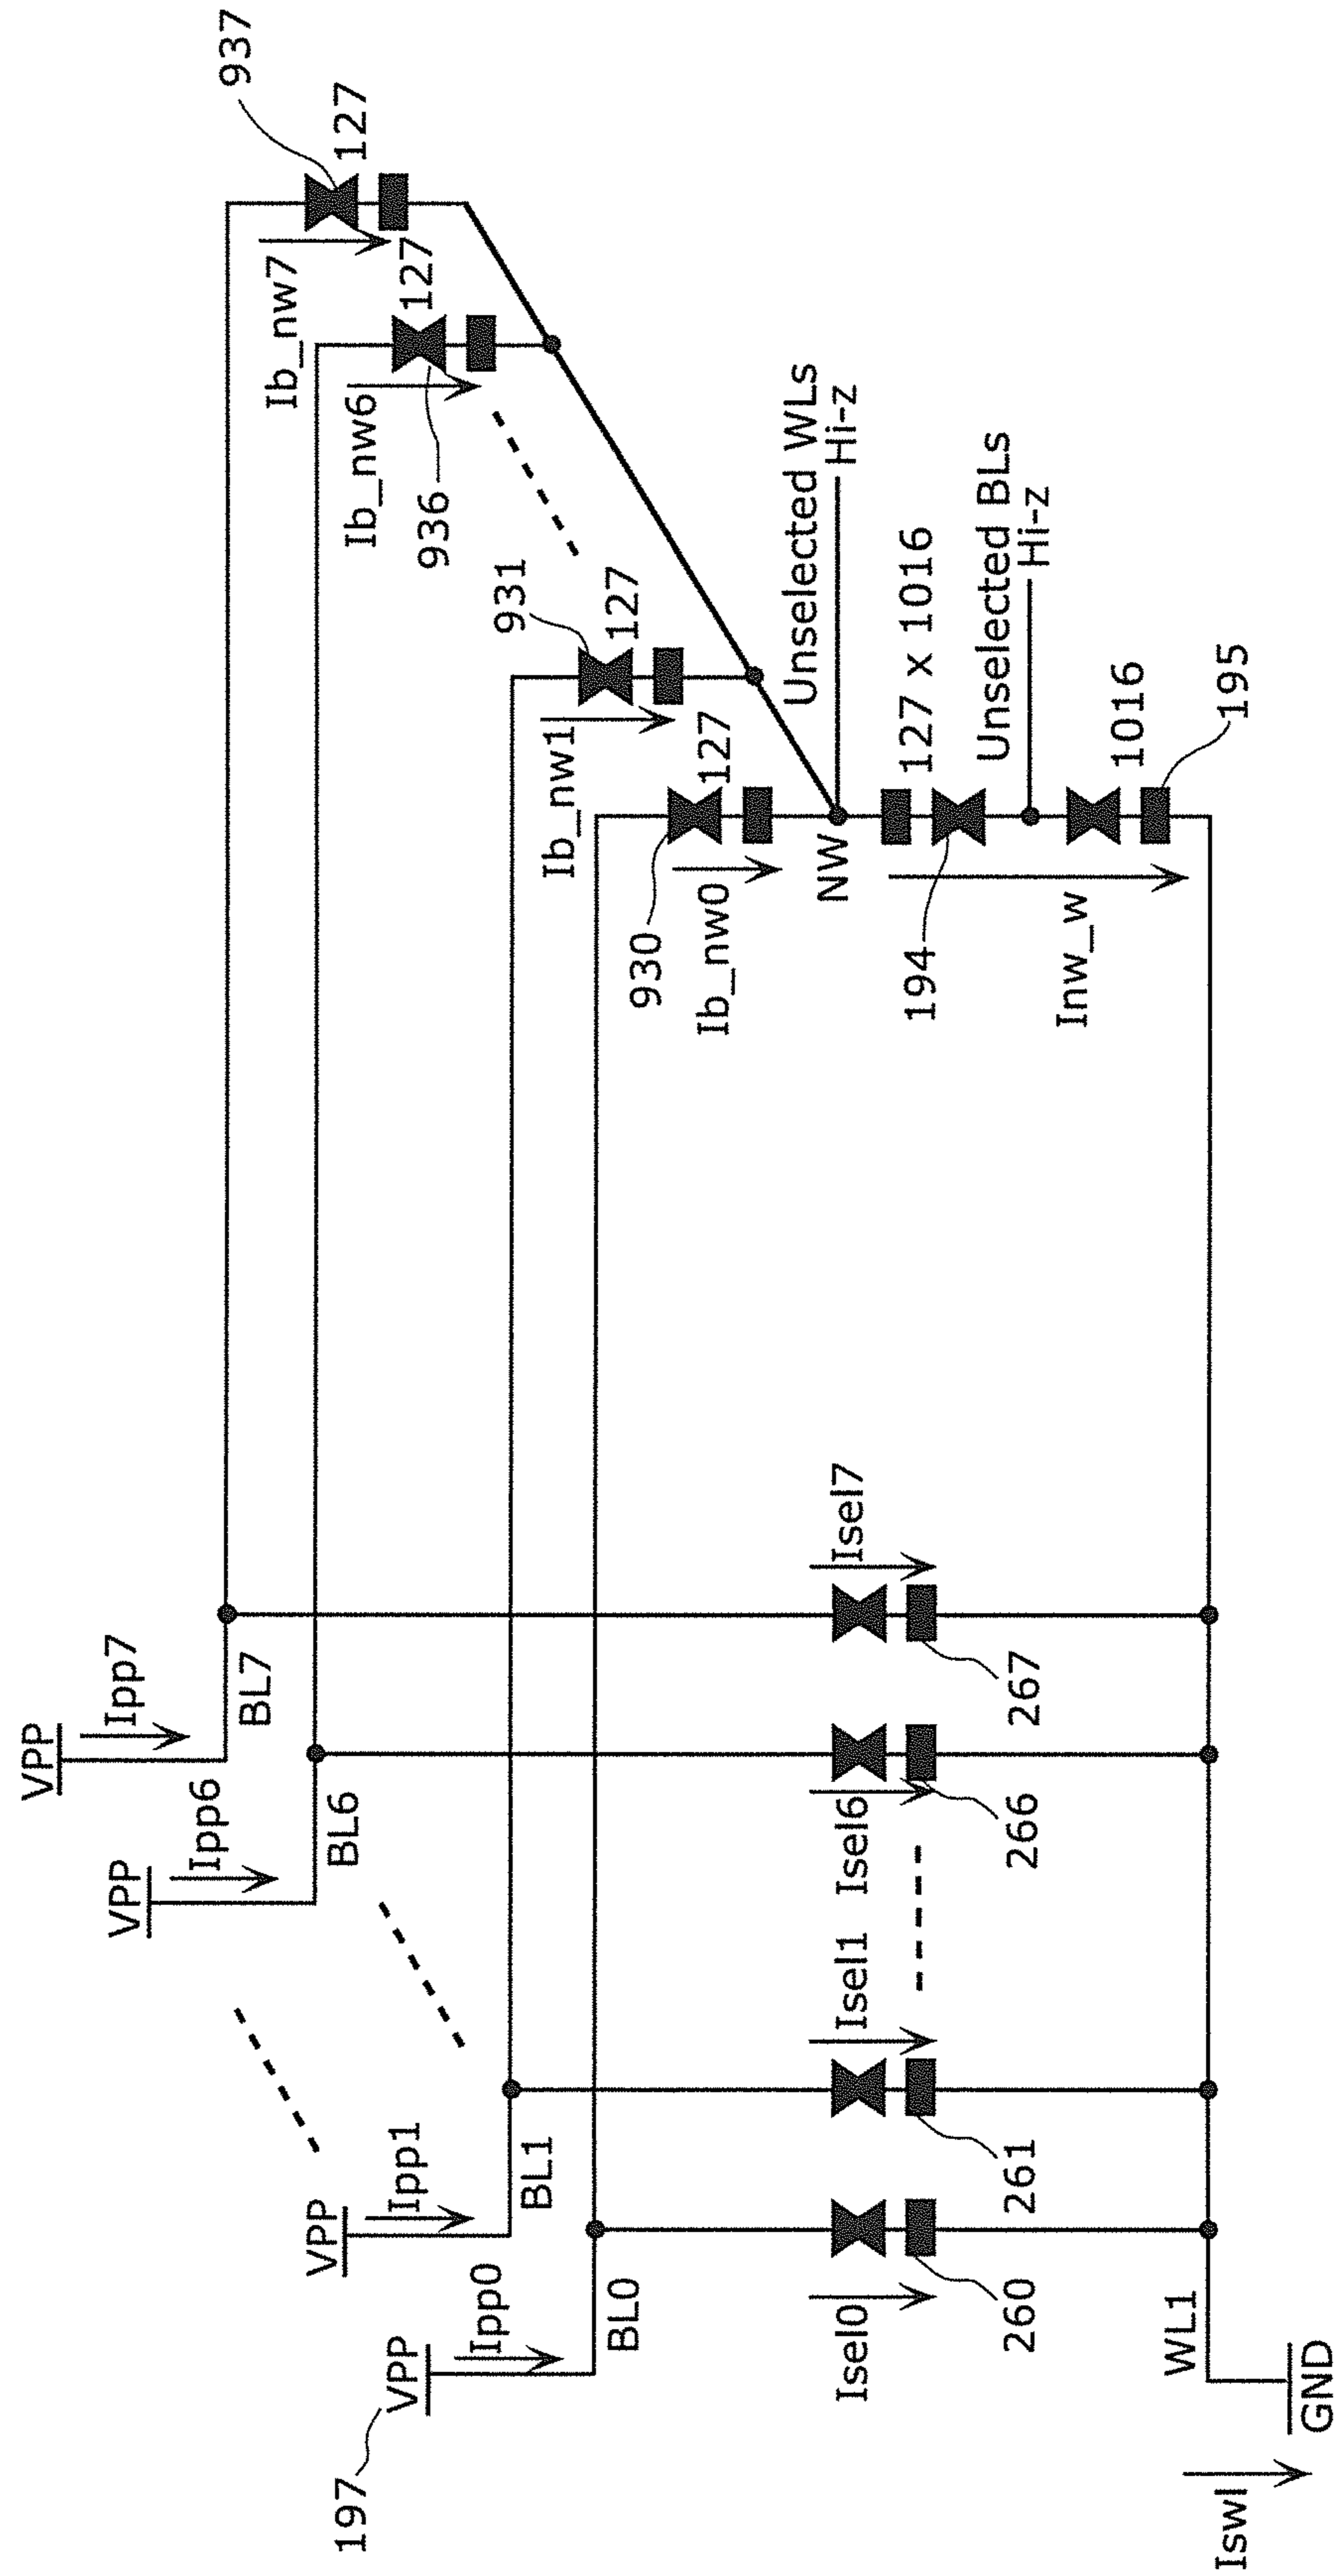 197
VPP
Ipp0
BL0
VPP
Ipp1
BL1
VPP
Ipp6
BL6
VPP
Ipp7
BL7
Isel0
260
Isel1
261
Isel6
266
Isel7
267
WL1
GND
Iswl
Ib_nw7
937
127
Ib_nw6
936
127
Ib_nw1
931
127
Ib_nw0
930
127
NW
Unselected WLs
Hi-z
127 x 1016
194
Unselected BLs
Hi-z
Inw_w
1016
195